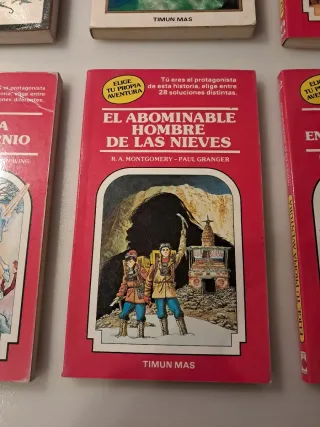 TIMUN MAS
ELIGE
TU PROPIA
AVENTURA
Tú eres el protagonista
de esta historia, elige entre
28 soluciones distintas.
EL ABOMINABLE
HOMBRE
DE LAS NIEVES
R. A. MONTGOMERY - PAUL GRANGER
TIMUN MAS